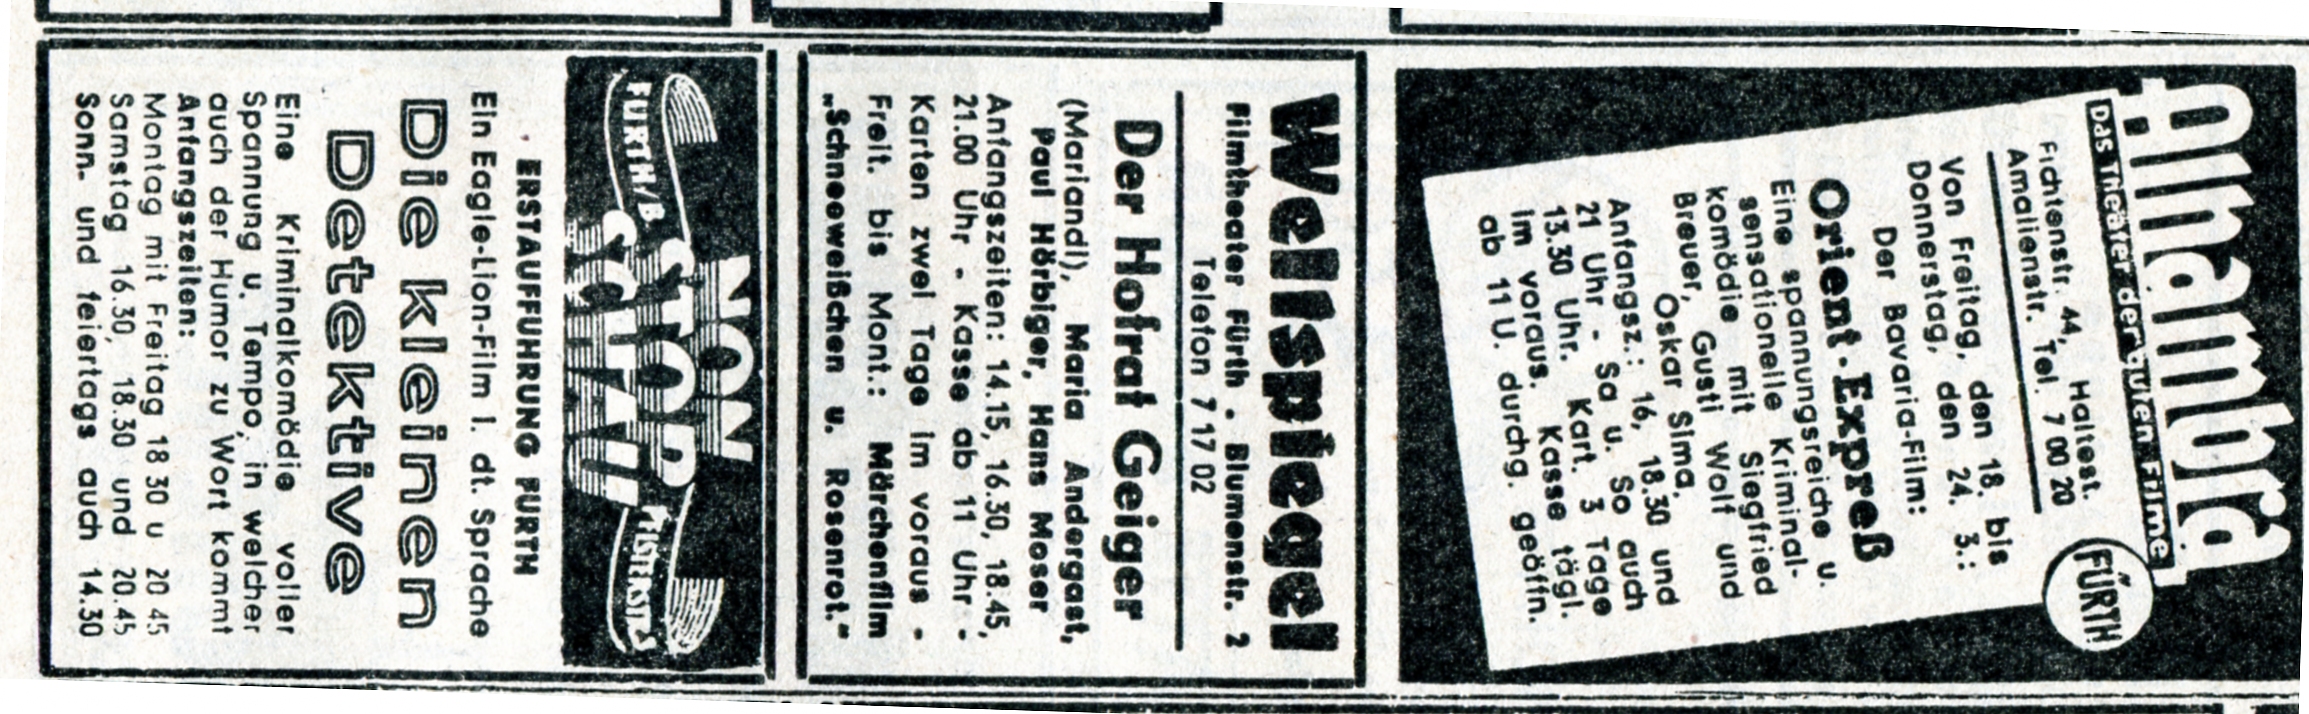 Alhambra
Das Theater der guten Filme
FÜRTH
Fichtenstr. 44, Haltest.
Amalienstr. Tel. 7 00 20
Von Freitag, den 18. bis
Donnerstag, den 24. 3.:
Der Bavaria-Film:
Orient-Expreß
Eine spannungsreiche u.
sensationelle Kriminal-
komödie mit Siegfried
Breuer, Gusti Wolf und
Oskar Sima,
Anfangsz.: 16, 18.30 und
21 Uhr - Sa u. So auch
13.30 Uhr. Kart. 3 Tage
im voraus. Kasse tägl.
ab 11 U. durchg. geöffn.
Weltspiegel
Filmtheater Fürth - Blumenstr. 2
Telefon 7 17 02
Der Hofrat Geiger
(Mariandl), Maria Andergast,
Paul Hörbiger, Hans Moser
Anfangszeiten: 14.15, 16.30, 18.45,
21.00 Uhr - Kasse ab 11 Uhr -
Karten zwei Tage im voraus -
Freit. bis Mont.: Märchenfilm
„Schneeweißchen u. Rosenrot."
FÜRTH/B
NON
STOP
SCHAU
ERSTAUFFÜHRUNG FÜRTH
Ein Eagle-Lion-Film i. dt. Sprache
Die kleinen
Detektive
Eine Kriminalkomödie voller
Spannung u. Tempo, in welcher
auch der Humor zu Wort kommt
Anfangszeiten:
Montag mit Freitag 18 30 u 20 45
Samstag 16.30, 18.30 und 20.45
Sonn- und feiertags auch 14.30